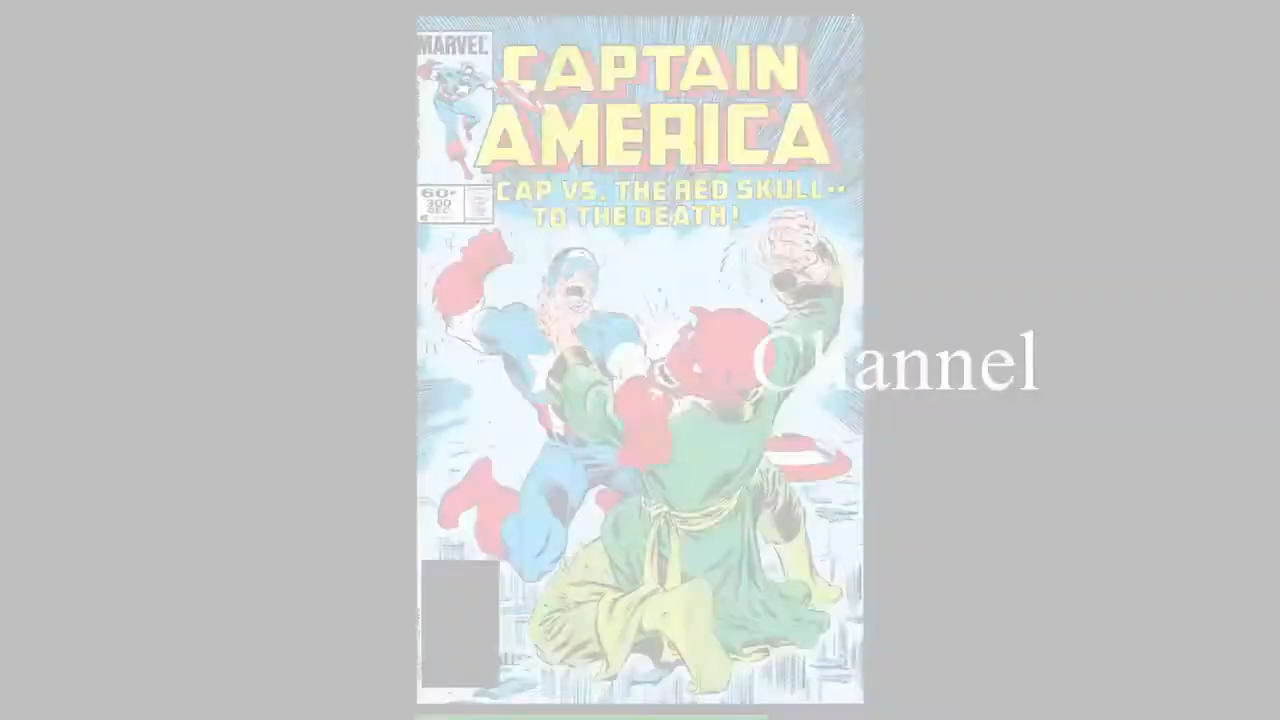 MARVEL
CAPTAIN
AMERICA
CAP VS. THE RED SKULL--
TO THE DEATH!
60¢
300
DEC
Channel